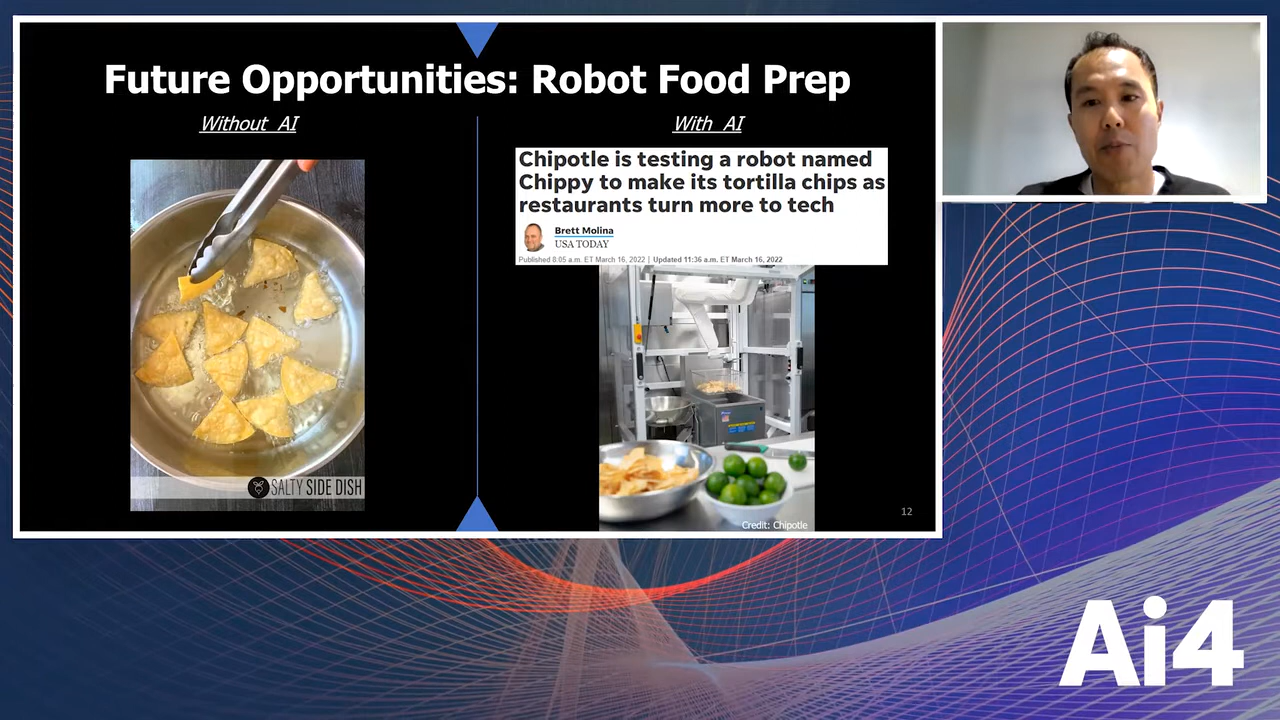 Future Opportunities: Robot Food Prep
Without AI
With AI
Chipotle is testing a robot named
Chippy to make its tortilla chips as
restaurants turn more to tech
Brett Molina
USA TODAY
Published 8:05 a.m. ET March 16, 2022 | Updated 11:36 a.m. ET March 16, 2022
SALTY SIDE DISH
Credit: Chipotle
12
Ai4